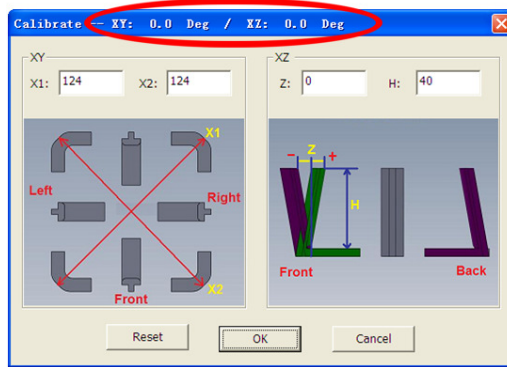 Calibrate -- XY: 0.0 Deg / XZ: 0.0 Deg
XY
X1: 124 X2: 124
XZ
Z: 0 H: 40
X1
Left
Right
Front
X2
- Z +
H
Front
Back
Reset
OK
Cancel